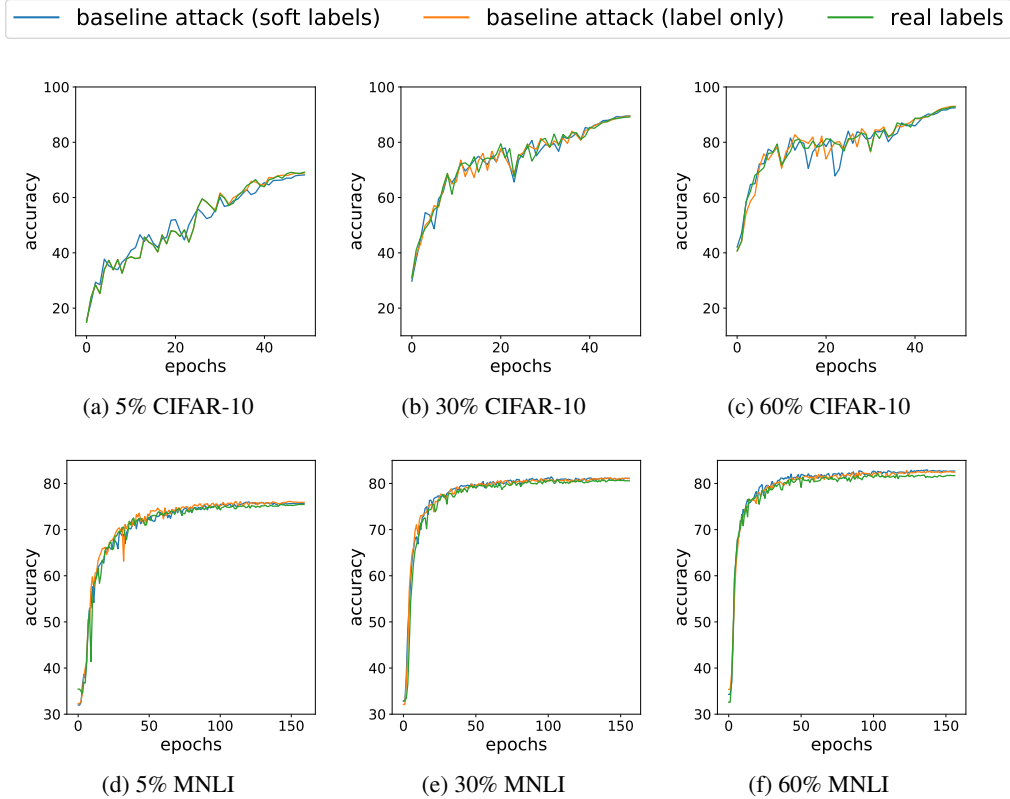 baseline attack (soft labels) baseline attack (label only) real labels
100
80
60
40
20
accuracy
0 20 40
epochs
(a) 5% CIFAR-10
100
80
60
40
20
accuracy
0 20 40
epochs
(b) 30% CIFAR-10
100
80
60
40
20
accuracy
0 20 40
epochs
(c) 60% CIFAR-10
80
70
60
50
40
30
accuracy
0 50 100 150
epochs
(d) 5% MNLI
80
70
60
50
40
30
accuracy
0 50 100 150
epochs
(e) 30% MNLI
80
70
60
50
40
30
accuracy
0 50 100 150
epochs
(f) 60% MNLI